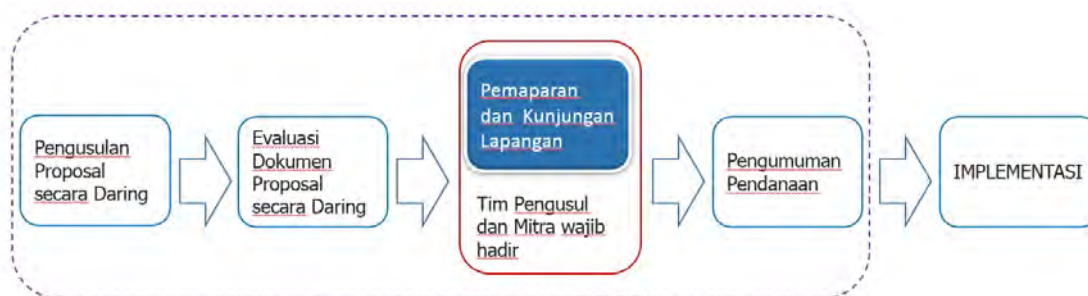 Pengusulan
Proposal
secara Daring
Evaluasi
Dokumen
Proposal
secara Daring
Pemaparan
dan Kunjungan
Lapangan
Tim Pengusul
dan Mitra wajib
hadir
Pengumuman
Pendanaan
IMPLEMENTASI